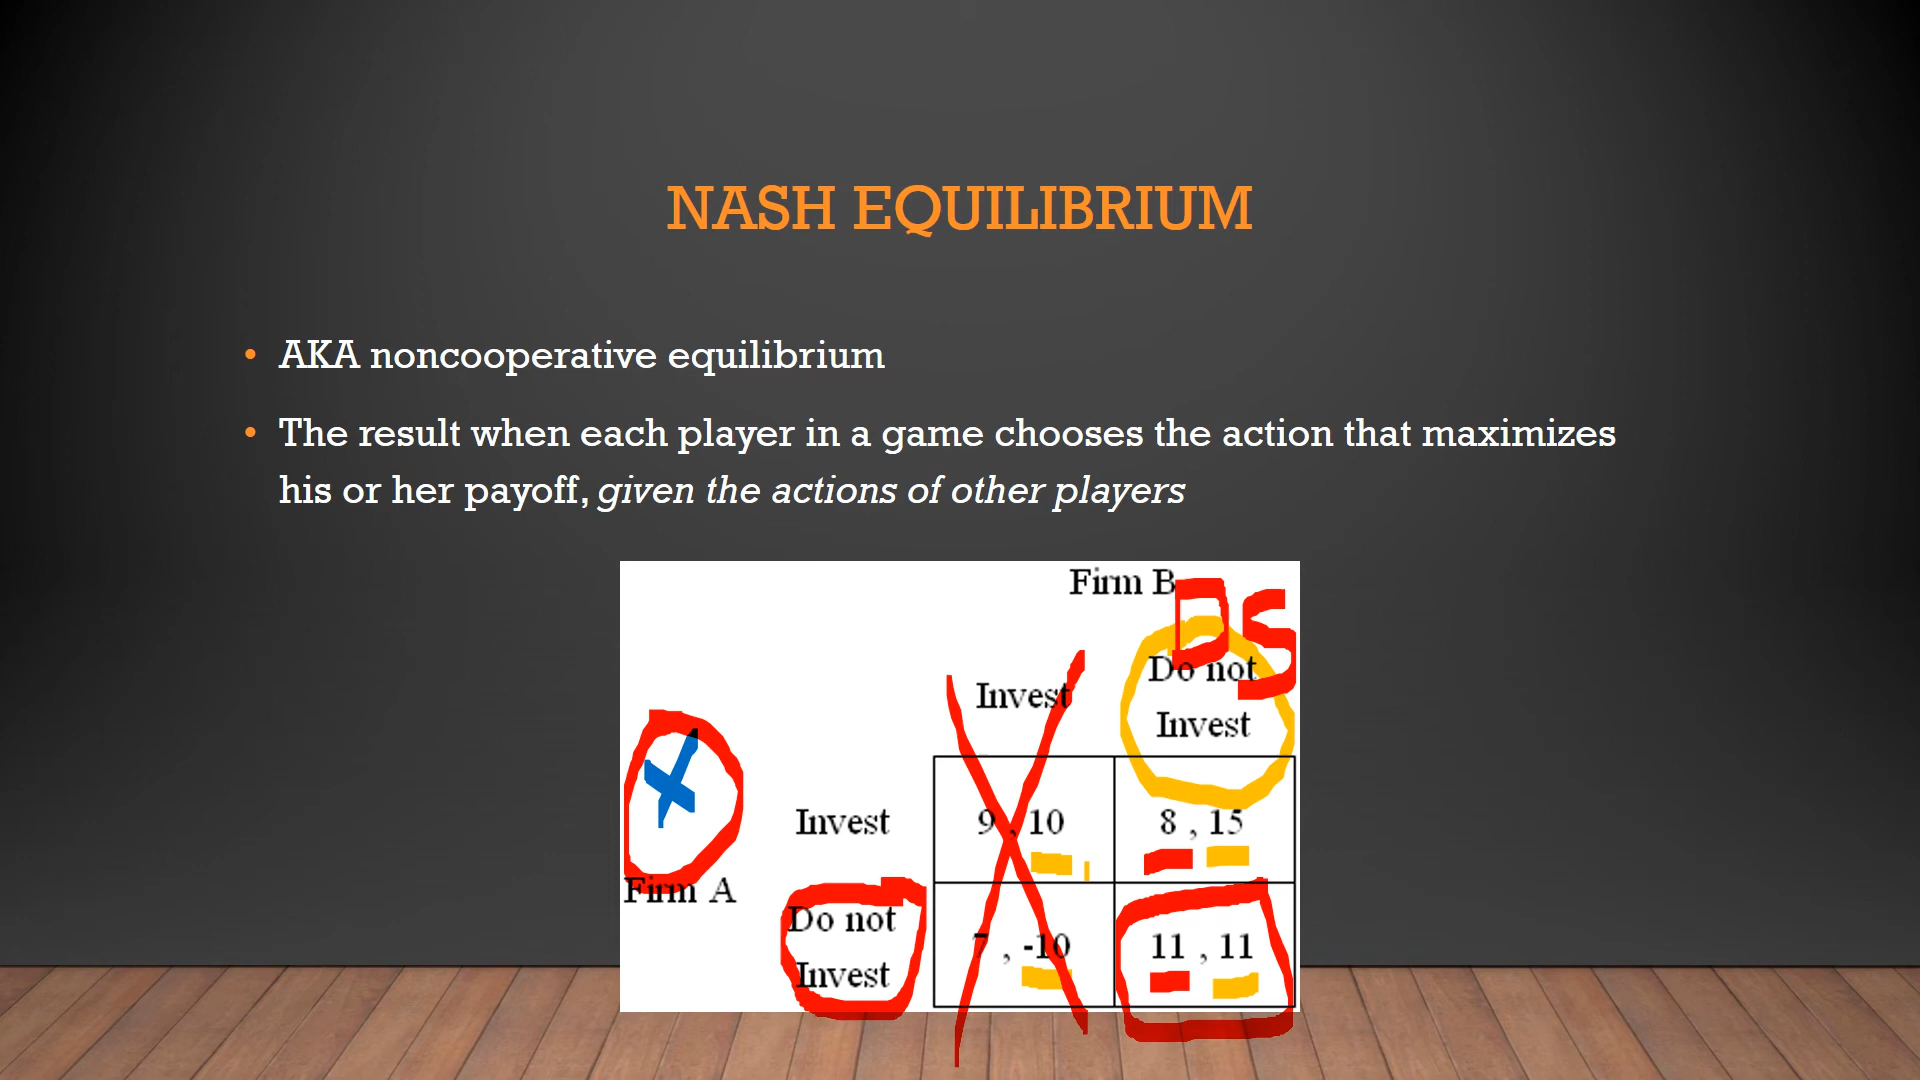 NASH EQUILIBRIUM
• AKA noncooperative equilibrium
• The result when each player in a game chooses the action that maximizes
his or her payoff, given the actions of other players
Firm B DS
Invest
Do not
Invest
Invest
9 , 10
8 , 15
Firm A
Do not
Invest
7 , -10
11 , 11